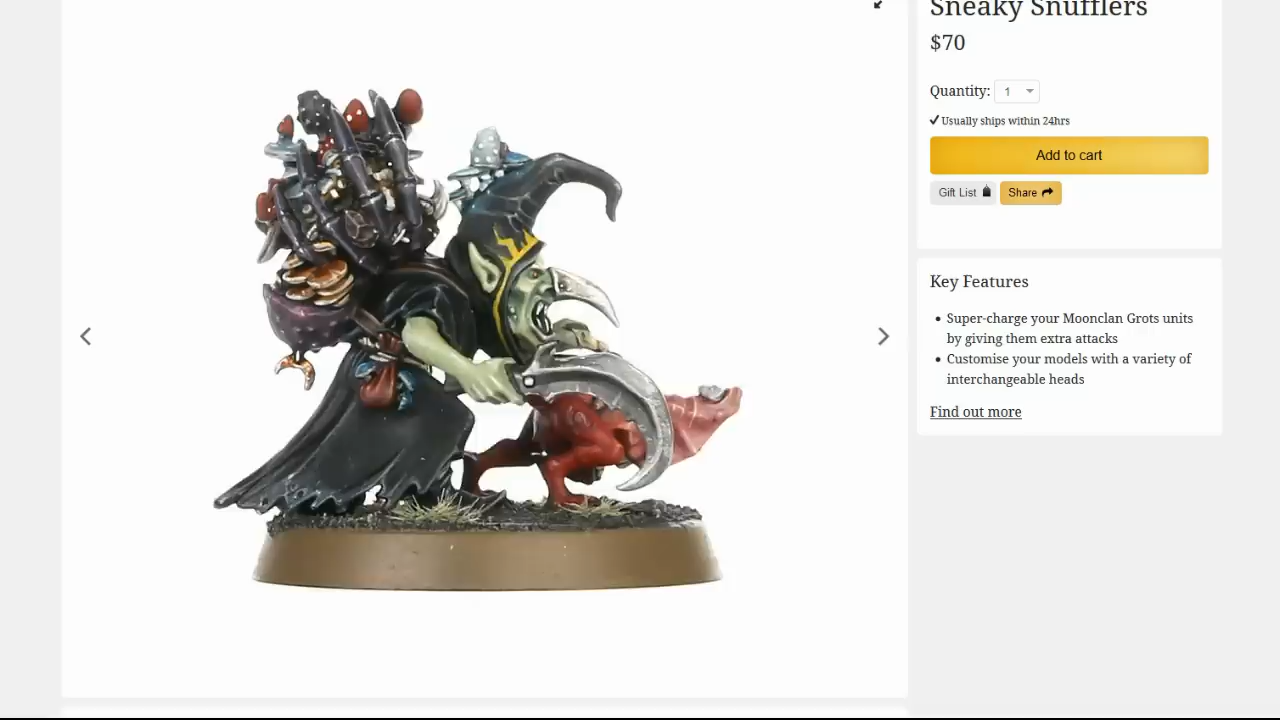 Sneaky Snufflers
$70
Quantity: 1
✓ Usually ships within 24hrs
Add to cart
Gift List
Share
Key Features
• Super-charge your Moonclan Grots units
by giving them extra attacks
• Customise your models with a variety of
interchangeable heads
Find out more